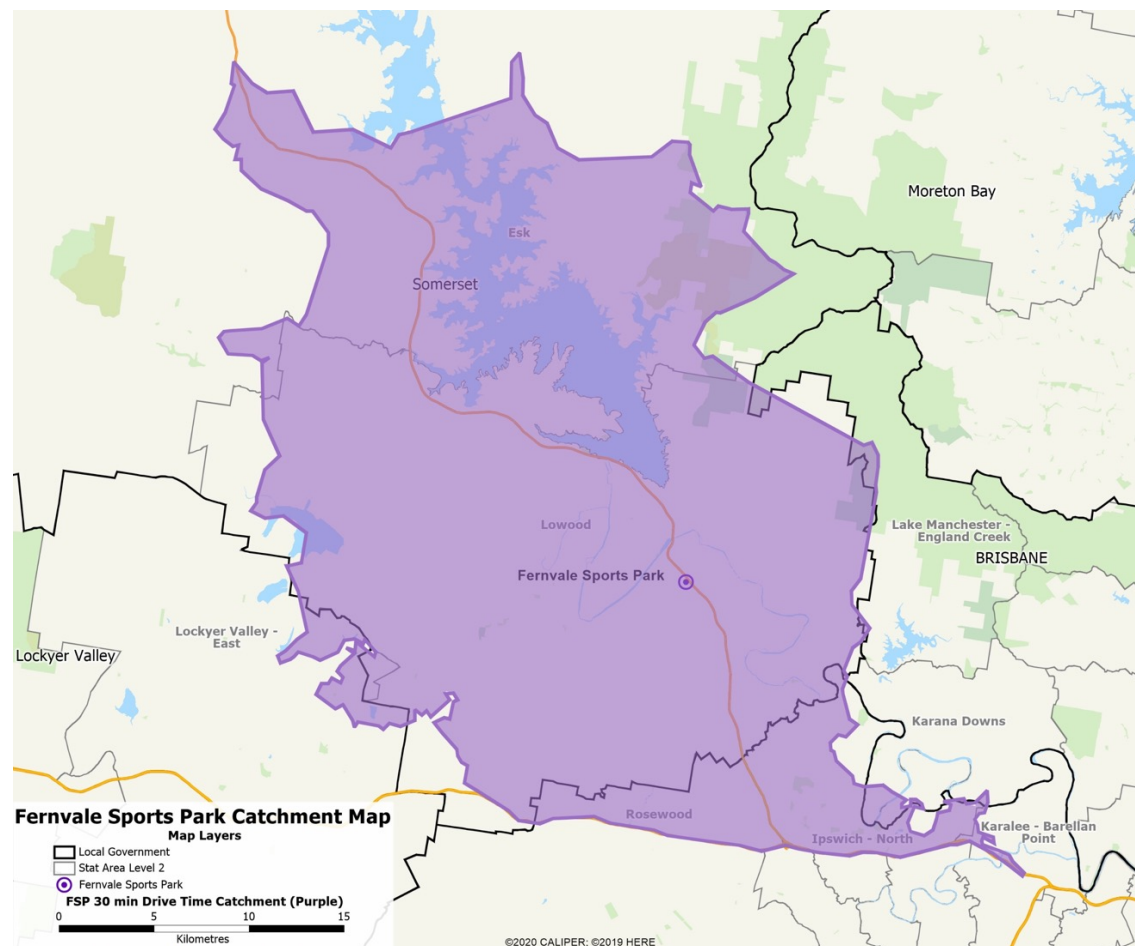 Moreton Bay
Esk
Somerset
Lowood
Lake Manchester -
England Creek
BRISBANE
Fernvale Sports Park
Lockyer Valley -
East
Lockyer Valley
Karana Downs
Rosewood
Ipswich - North
Karalee - Barellan
Point
Fernvale Sports Park Catchment Map
Map Layers
Local Government
Stat Area Level 2
Fernvale Sports Park
FSP 30 min Drive Time Catchment (Purple)
0 5 10 15
Kilometres
©2020 CALIPER; ©2019 HERE